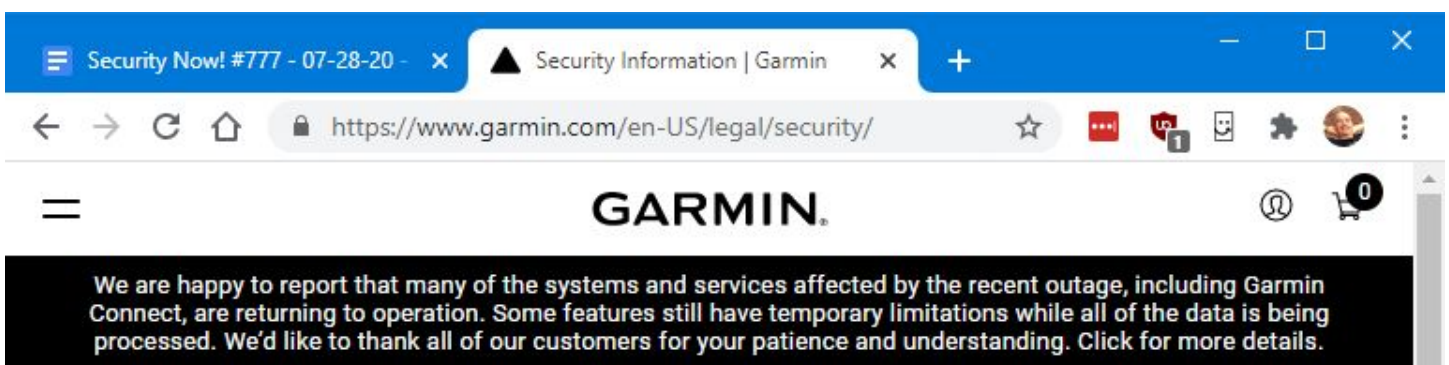 Security Now! #777 - 07-28-20 -
Security Information | Garmin
https://www.garmin.com/en-US/legal/security/
1
GARMIN.
0
We are happy to report that many of the systems and services affected by the recent outage, including Garmin
Connect, are returning to operation. Some features still have temporary limitations while all of the data is being
processed. We’d like to thank all of our customers for your patience and understanding. Click for more details.